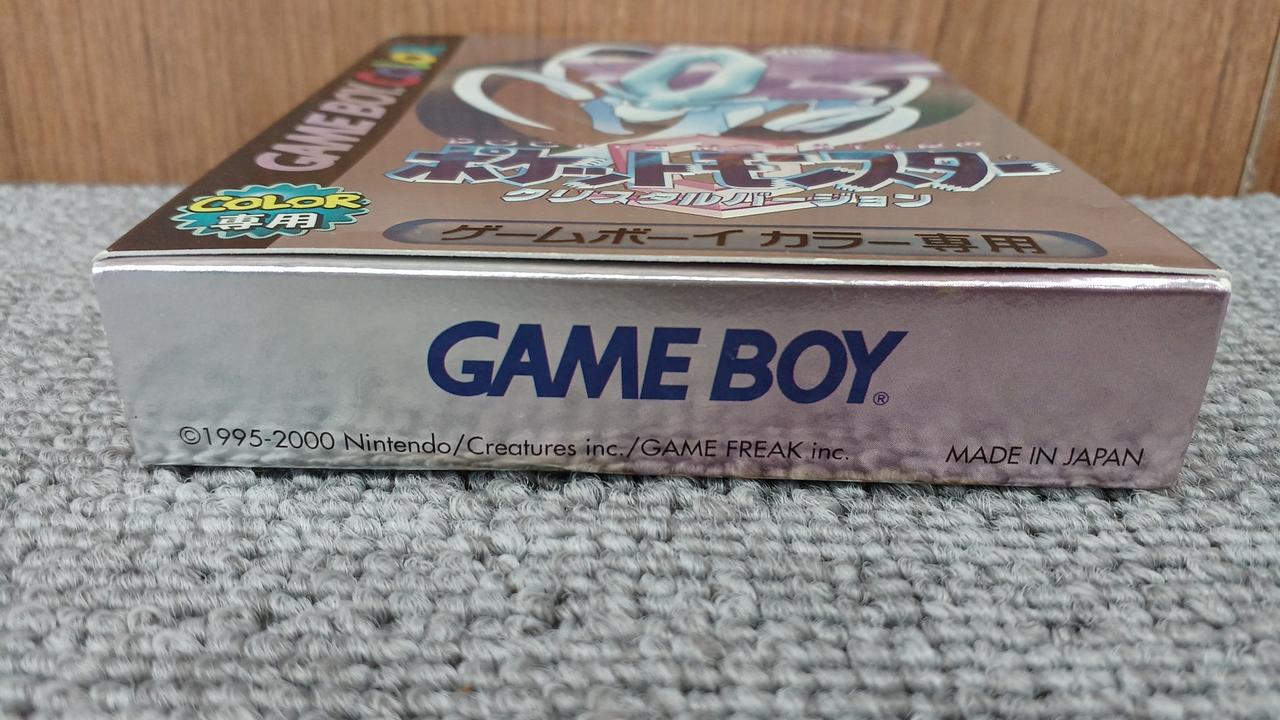 GAME BOY COLOR
COLOR
専用
ポケットモンスター
クリスタルバージョン
ゲームボーイ カラー専用
GAME BOY®
©1995-2000 Nintendo/Creatures inc./GAME FREAK inc.
MADE IN JAPAN